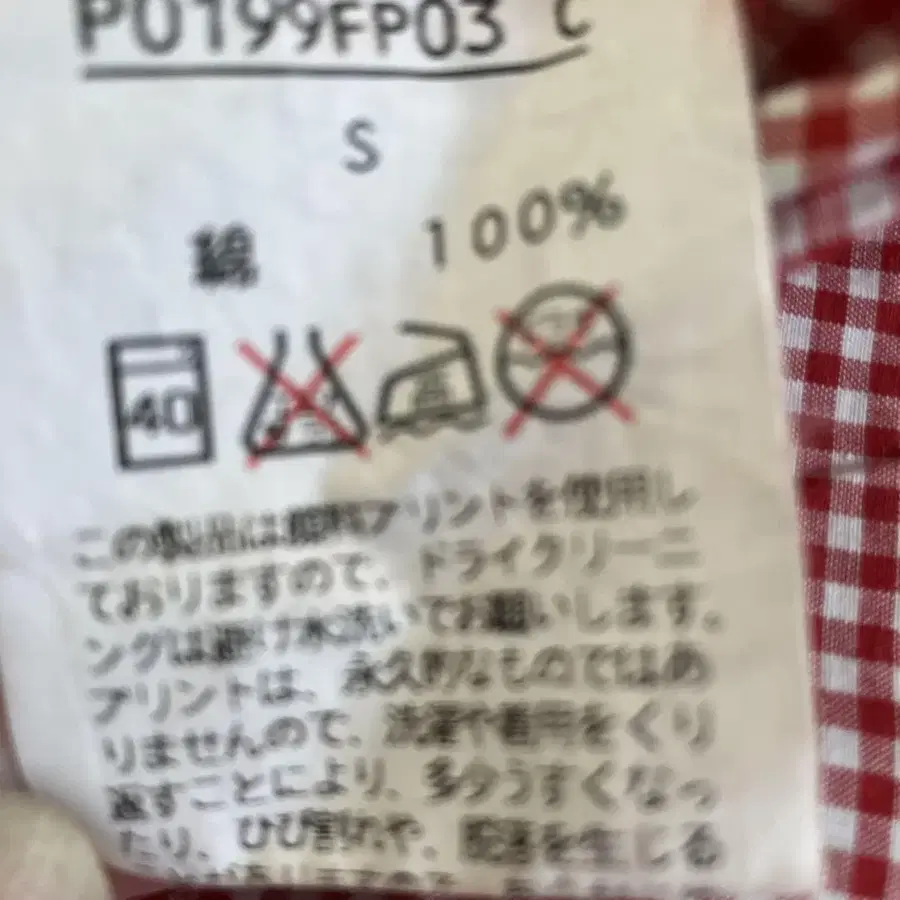 P0199FP03 C
S
綿 100%
40 中
この製品は顔料プリントを使用し
ておりますので、ドライクリーニ
ングは避け水洗いでお願いします。
プリントは、永久的なものではあ
りませんので、洗濯や着用をくり
返すことにより、多少うすくなっ
たり、ひび割れや、脱落を生じる